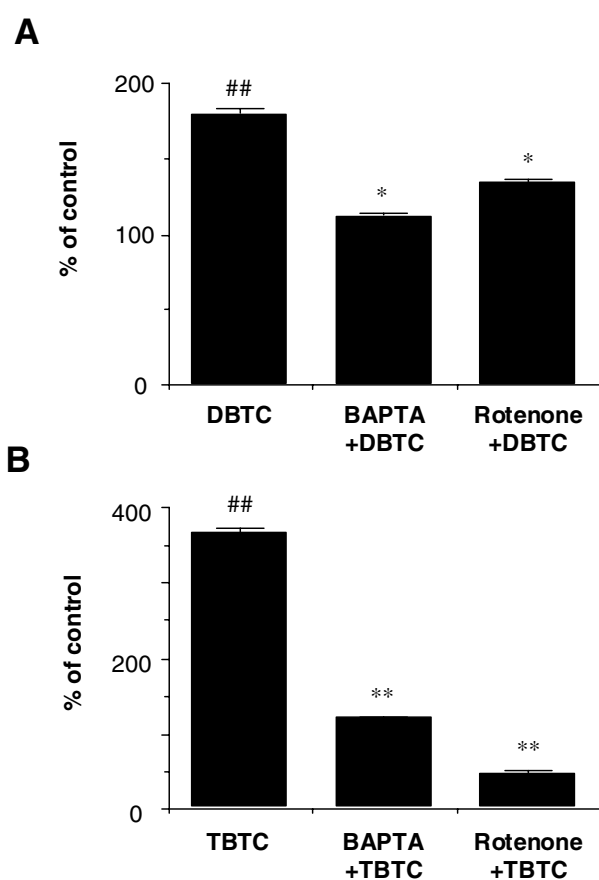 A
200
##
% of control
*
*
100
0
DBTC
BAPTA
+DBTC
Rotenone
+DBTC
B
400
##
% of control
200
**
**
0
TBTC
BAPTA
+TBTC
Rotenone
+TBTC